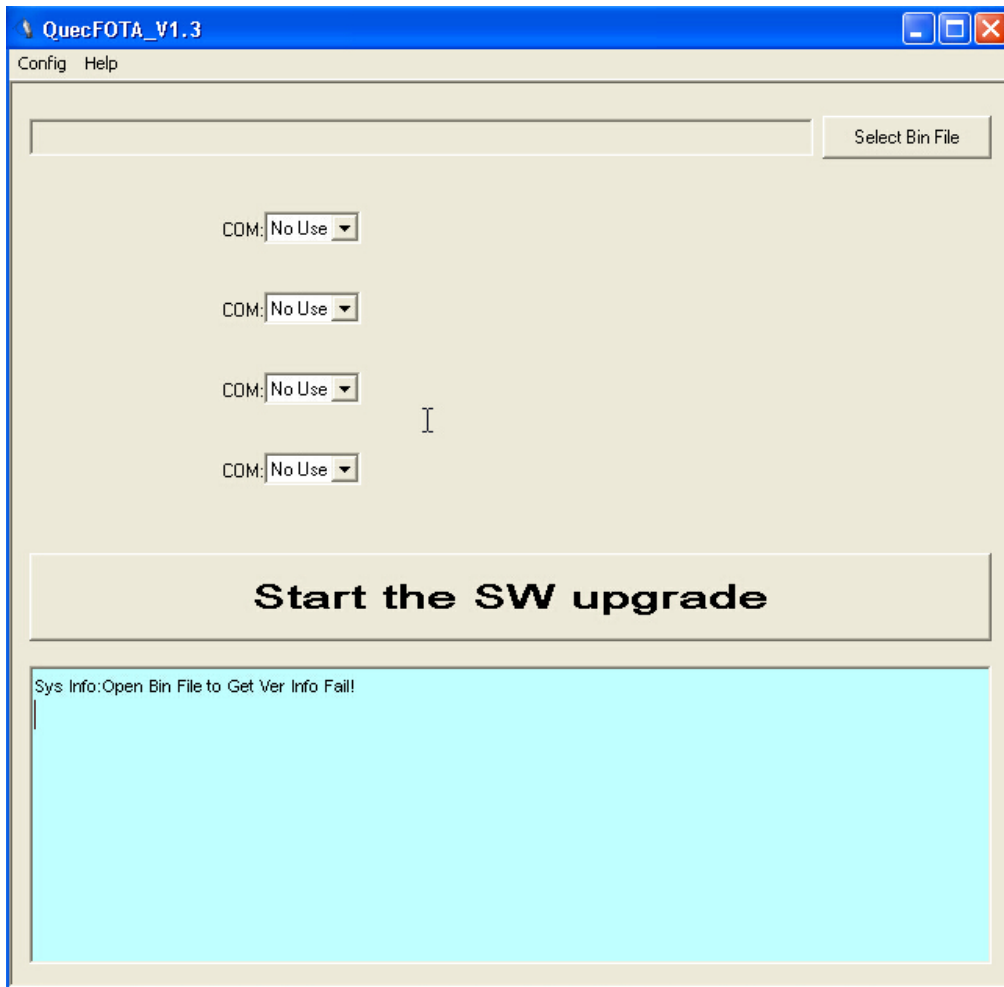 QuecFOTA_V1.3
Config Help
Select Bin File
COM: No Use
COM: No Use
COM: No Use
COM: No Use
Start the SW upgrade
Sys Info:Open Bin File to Get Ver Info Fail!